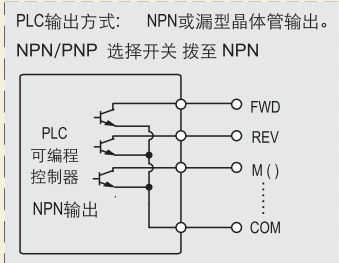 PLC输出方式: NPN或漏型晶体管输出。
NPN/PNP 选择开关 拨至 NPN
FWD
PLC
REV
可编程
控制器
M ( )
NPN输出
COM